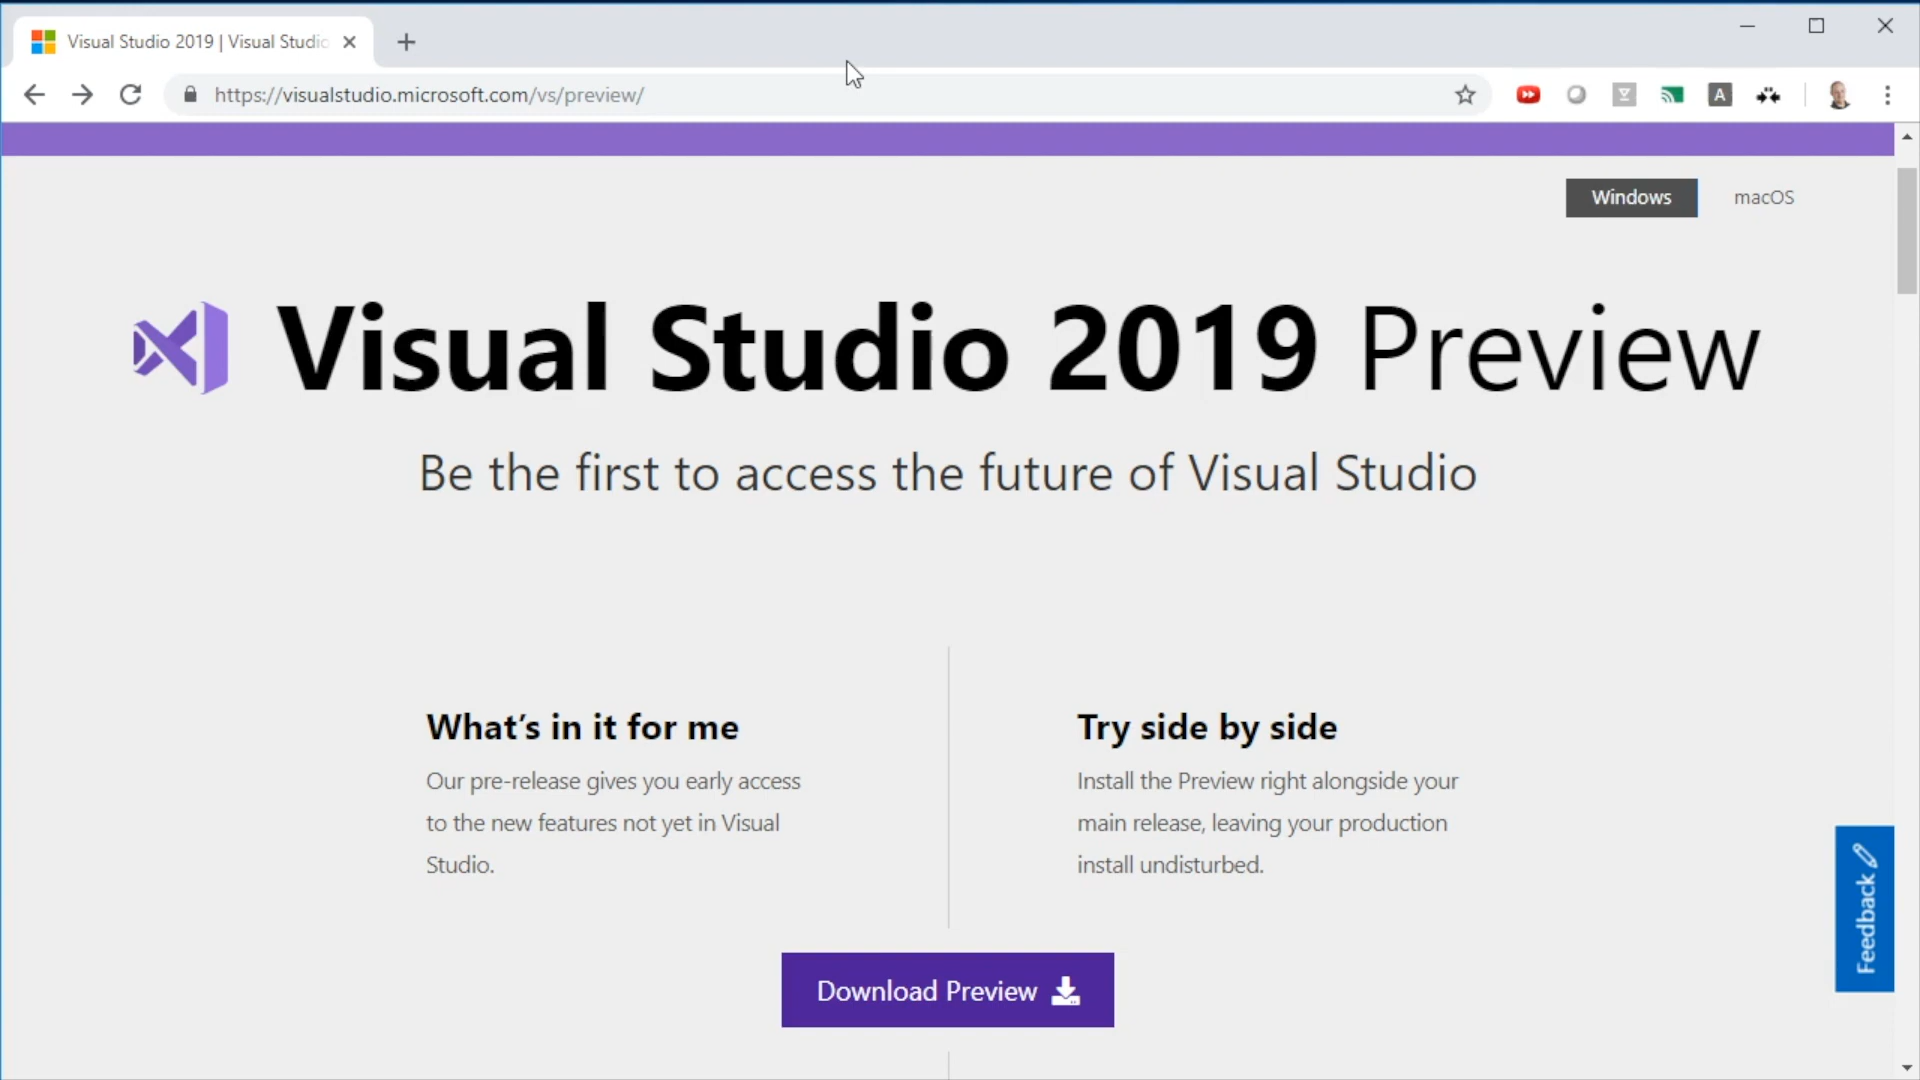 Visual Studio 2019 | Visual Studio
https://visualstudio.microsoft.com/vs/preview/
A
Windows
macOS
Visual Studio 2019 Preview
Be the first to access the future of Visual Studio
What's in it for me
Our pre-release gives you early access
to the new features not yet in Visual
Studio.
Try side by side
Install the Preview right alongside your
main release, leaving your production
install undisturbed.
Feedback
Download Preview